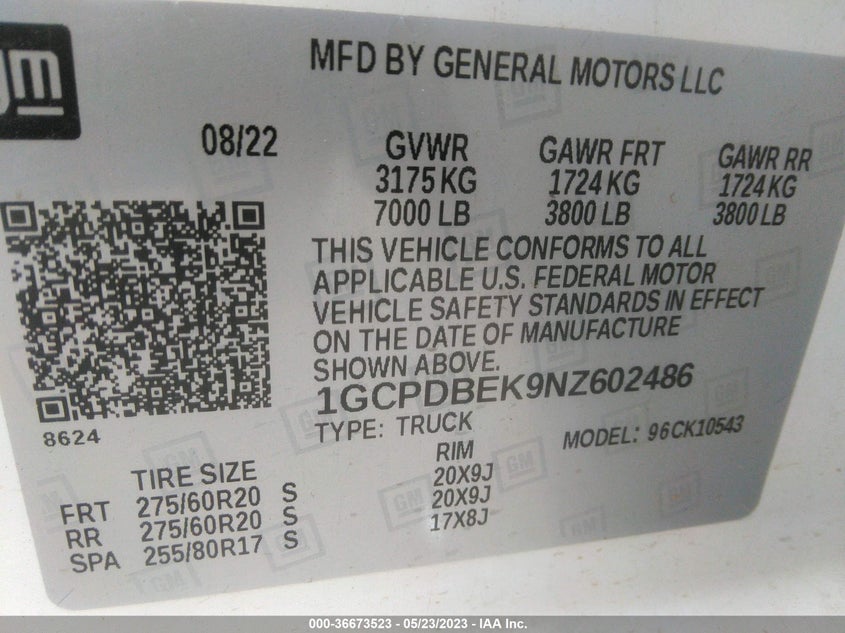 gm
MFD BY GENERAL MOTORS LLC
08/22 GVWR GAWR FRT GAWR RR
3175 KG 1724 KG 1724 KG
7000 LB 3800 LB 3800 LB
THIS VEHICLE CONFORMS TO ALL
APPLICABLE U.S. FEDERAL MOTOR
VEHICLE SAFETY STANDARDS IN EFFECT
ON THE DATE OF MANUFACTURE
SHOWN ABOVE.
1GCPDBEK9NZ602486
8624
TYPE: TRUCK MODEL: 96CK10543
TIRE SIZE RIM
FRT 275/60R20 S 20X9J
RR 275/60R20 S 20X9J
SPA 255/80R17 S 17X8J
000-36673523 - 05/23/2023 - IAA Inc.